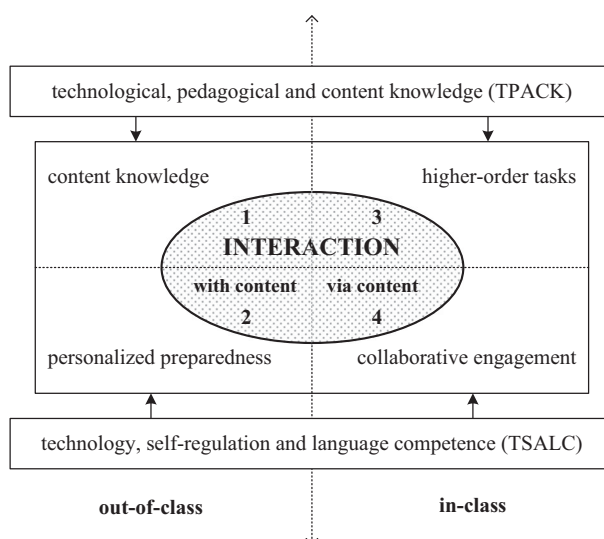 technological, pedagogical and content knowledge (TPACK)
content knowledge higher-order tasks
1 3
INTERACTION
with content via content
2 4
personalized preparedness collaborative engagement
technology, self-regulation and language competence (TSALC)
out-of-class in-class